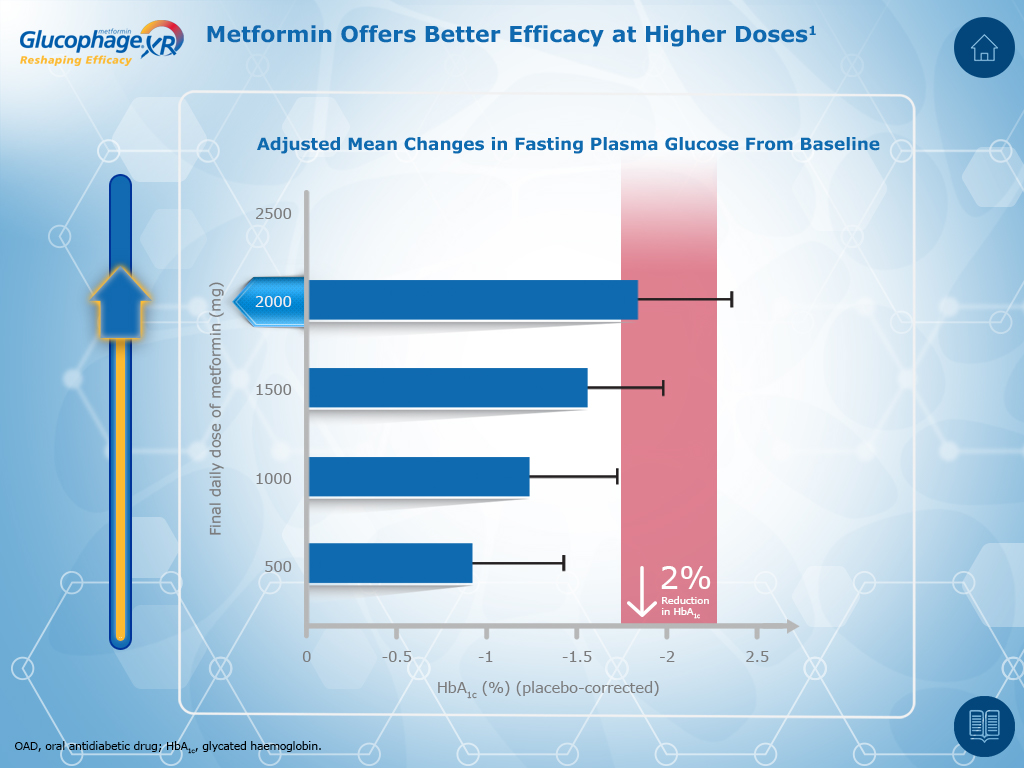 metformin
Glucophage XR
Reshaping Efficacy
Metformin Offers Better Efficacy at Higher Doses¹
Adjusted Mean Changes in Fasting Plasma Glucose From Baseline
Final daily dose of metformin (mg)
2500
2000
1500
1000
500
2%
Reduction
in HbA₁c
0 -0.5 -1 -1.5 -2 2.5
HbA₁c (%) (placebo-corrected)
OAD, oral antidiabetic drug; HbA₁c, glycated haemoglobin.